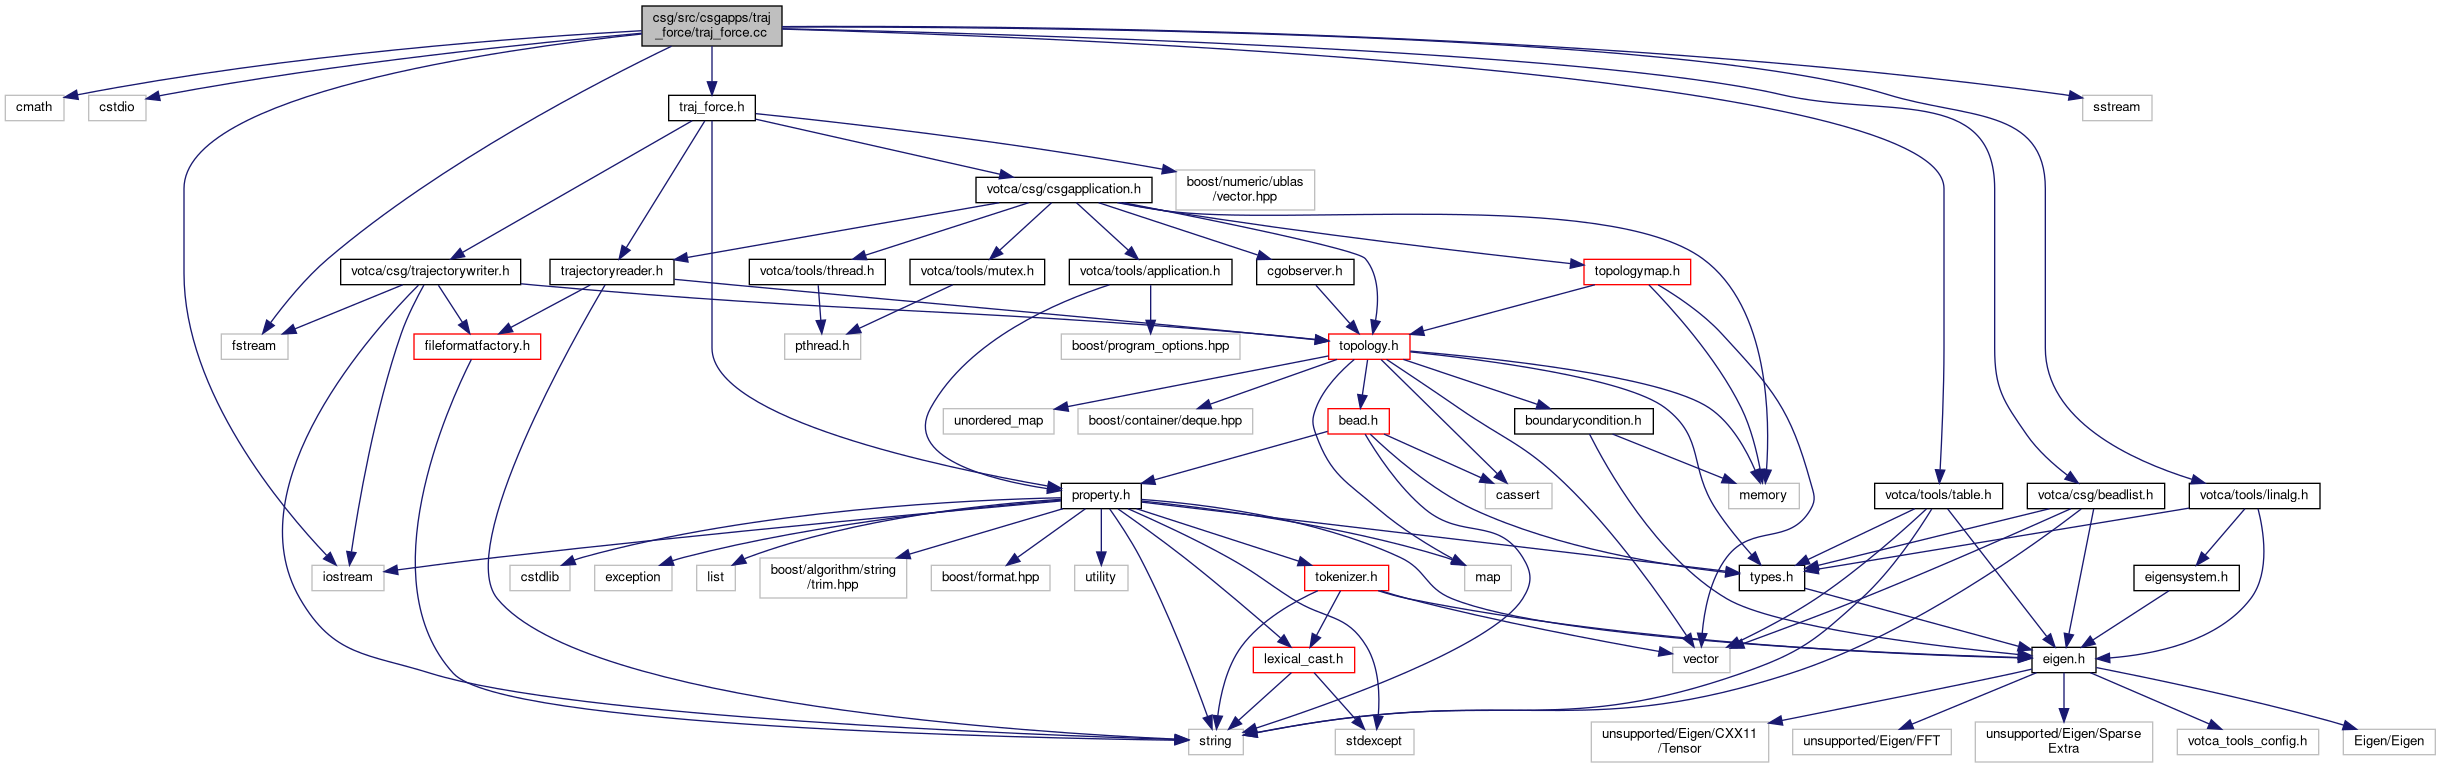 csg/src/csgapps/traj
_force/traj_force.cc
cmath
cstdio
traj_force.h
sstream
votca/csg/csgapplication.h
boost/numeric/ublas
/vector.hpp
votca/csg/trajectorywriter.h
trajectoryreader.h
votca/tools/thread.h
votca/tools/mutex.h
votca/tools/application.h
cgobserver.h
topologymap.h
fstream
fileformatfactory.h
pthread.h
boost/program_options.hpp
topology.h
unordered_map
boost/container/deque.hpp
bead.h
boundarycondition.h
property.h
cassert
memory
votca/tools/table.h
votca/csg/beadlist.h
votca/tools/linalg.h
iostream
cstdlib
exception
list
boost/algorithm/string
/trim.hpp
boost/format.hpp
utility
tokenizer.h
map
types.h
eigensystem.h
lexical_cast.h
vector
eigen.h
string
stdexcept
unsupported/Eigen/CXX11
/Tensor
unsupported/Eigen/FFT
unsupported/Eigen/Sparse
Extra
votca_tools_config.h
Eigen/Eigen